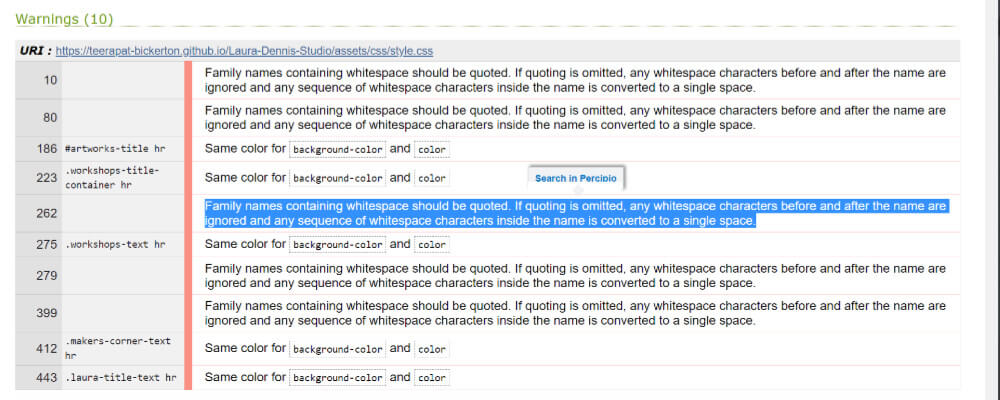 Warnings (10)
URI : https://teerapat-bickerton.github.io/Laura-Dennis-Studio/assets/css/style.css
10 Family names containing whitespace should be quoted. If quoting is omitted, any whitespace characters before and after the name are
ignored and any sequence of whitespace characters inside the name is converted to a single space.
80 Family names containing whitespace should be quoted. If quoting is omitted, any whitespace characters before and after the name are
ignored and any sequence of whitespace characters inside the name is converted to a single space.
186 #artworks-title hr Same color for background-color and color
223 .workshops-title-container hr Same color for background-color and color
Search in Percipio
262 Family names containing whitespace should be quoted. If quoting is omitted, any whitespace characters before and after the name are
ignored and any sequence of whitespace characters inside the name is converted to a single space.
275 .workshops-text hr Same color for background-color and color
279 Family names containing whitespace should be quoted. If quoting is omitted, any whitespace characters before and after the name are
ignored and any sequence of whitespace characters inside the name is converted to a single space.
399 Family names containing whitespace should be quoted. If quoting is omitted, any whitespace characters before and after the name are
ignored and any sequence of whitespace characters inside the name is converted to a single space.
412 .makers-corner-text hr Same color for background-color and color
443 .laura-title-text hr Same color for background-color and color